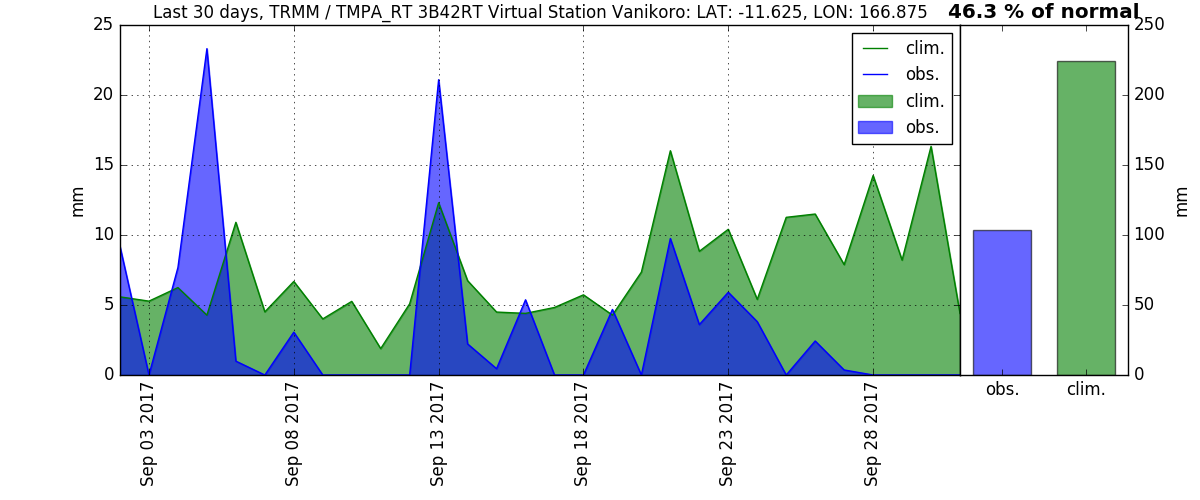 Last 30 days, TRMM / TMPA_RT 3B42RT Virtual Station Vanikoro: LAT: -11.625, LON: 166.875
46.3 % of normal
25
20
15
10
5
0
mm
clim.
obs.
clim.
obs.
250
200
150
100
50
0
mm
obs.
clim.
Sep 03 2017
Sep 08 2017
Sep 13 2017
Sep 18 2017
Sep 23 2017
Sep 28 2017